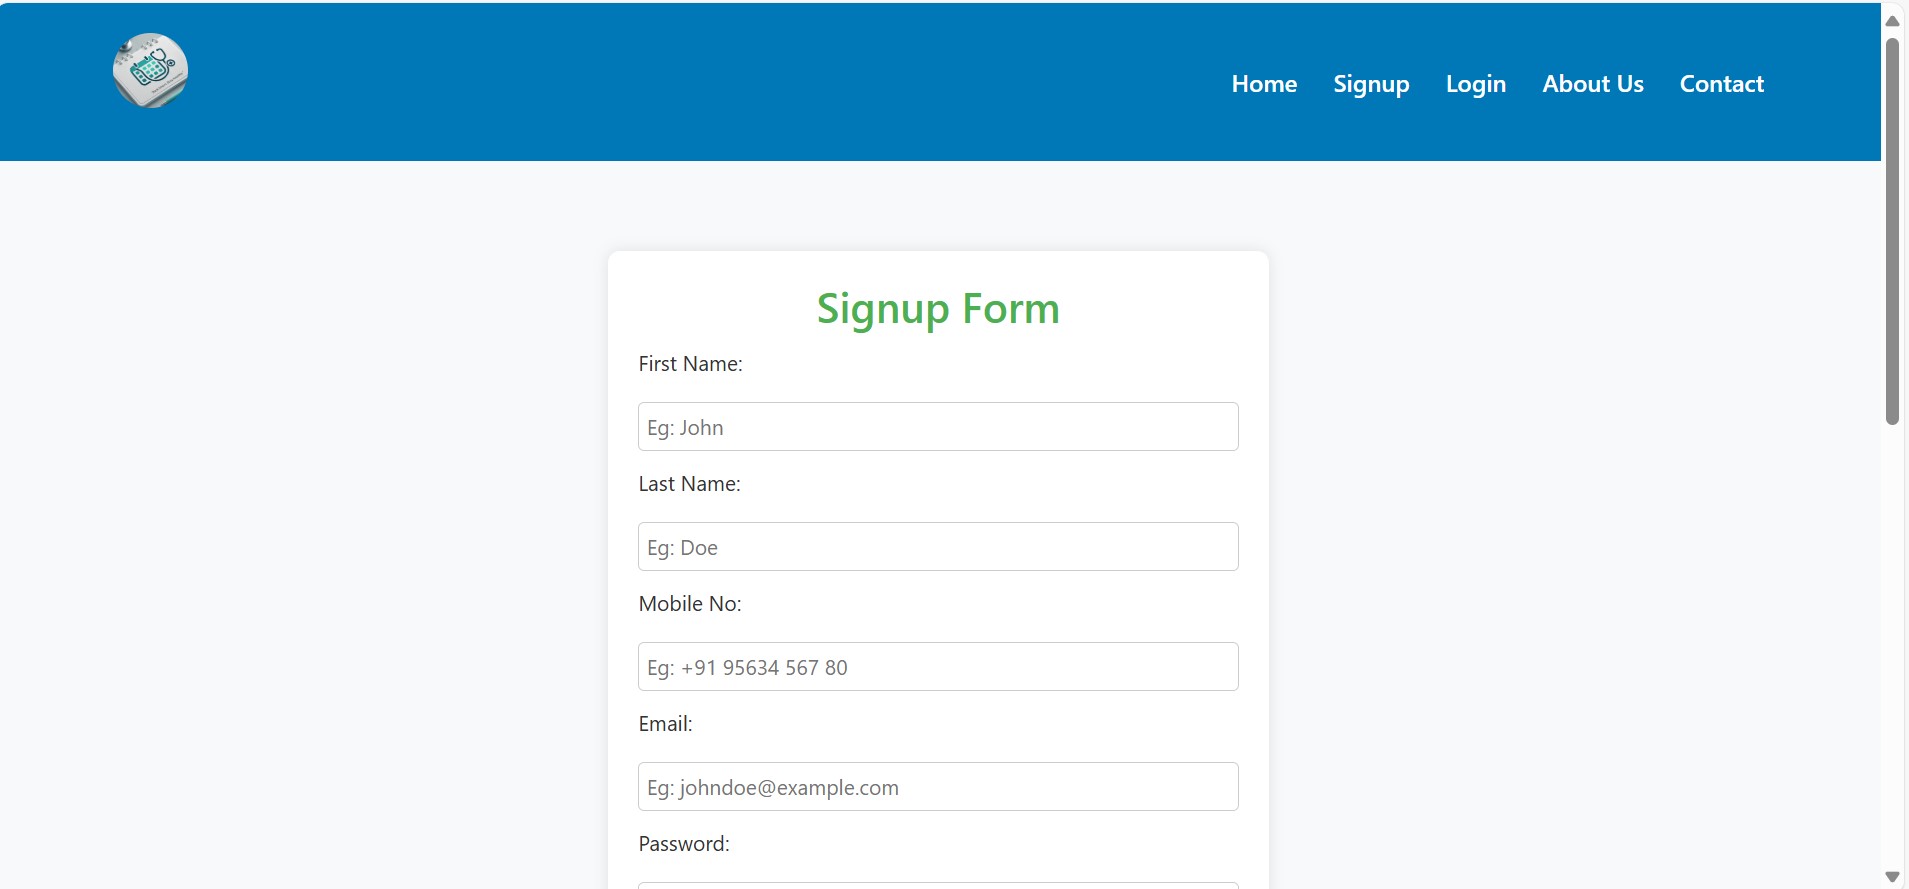 Home Signup Login About Us Contact
Signup Form
First Name:
Eg: John
Last Name:
Eg: Doe
Mobile No:
Eg: +91 95634 567 80
Email:
Eg: johndoe@example.com
Password: